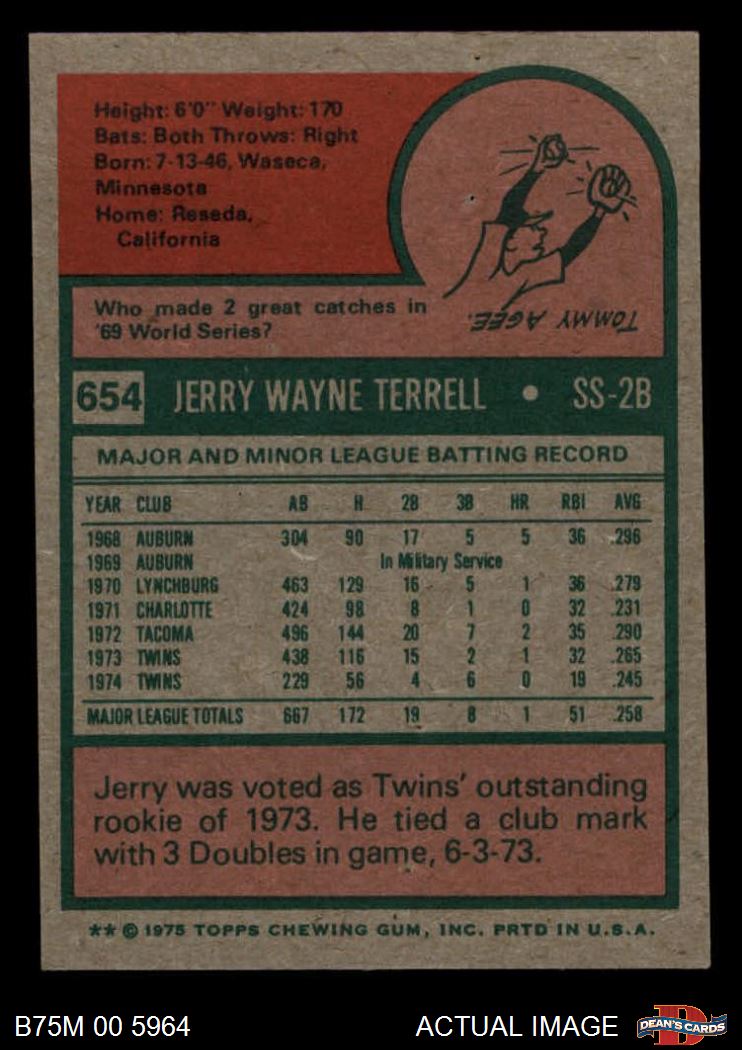 Height: 6'0" Weight: 170
Bats: Both Throws: Right
Born: 7-13-46, Waseca,
Minnesota
Home: Reseda,
California
Who made 2 great catches in
'69 World Series?
TOMMY AGEE.
654 JERRY WAYNE TERRELL • SS-2B
MAJOR AND MINOR LEAGUE BATTING RECORD
YEAR CLUB AB H 2B 3B HR RBI AVG
1968 AUBURN 304 90 17 5 5 36 .296
1969 AUBURN In Military Service
1970 LYNCHBURG 463 129 16 5 1 36 .279
1971 CHARLOTTE 424 98 8 1 0 32 .231
1972 TACOMA 496 144 20 7 2 35 .290
1973 TWINS 438 116 15 2 1 32 .265
1974 TWINS 229 56 4 6 0 19 .245
MAJOR LEAGUE TOTALS 667 172 19 8 1 51 .258
Jerry was voted as Twins' outstanding
rookie of 1973. He tied a club mark
with 3 Doubles in game, 6-3-73.
** © 1975 TOPPS CHEWING GUM, INC. PRTD IN U.S.A.
B75M 00 5964 ACTUAL IMAGE DEAN'S CARDS